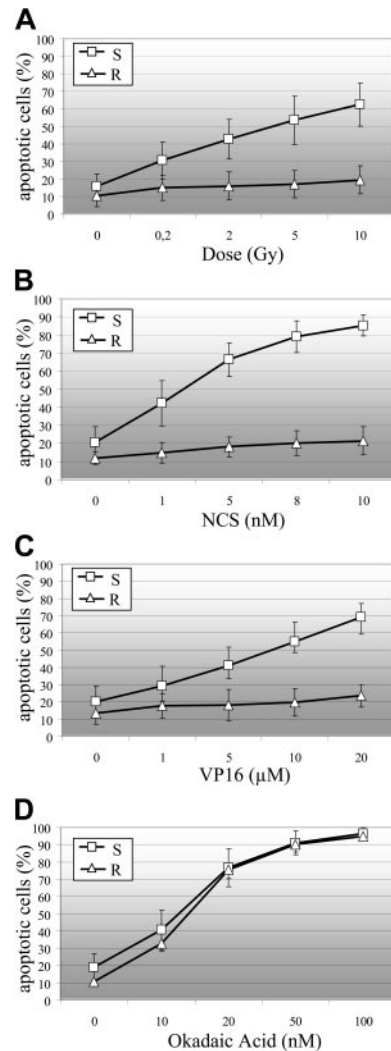 A
apoptotic cells (%)
100
90
80
70
60
50
40
30
20
10
0
S
R
0 0,2 2 5 10
Dose (Gy)
B
apoptotic cells (%)
100
90
80
70
60
50
40
30
20
10
0
S
R
0 1 5 8 10
NCS (nM)
C
apoptotic cells (%)
100
90
80
70
60
50
40
30
20
10
0
S
R
0 1 5 10 20
VP16 (µM)
D
apoptotic cells (%)
100
90
80
70
60
50
40
30
20
10
0
S
R
0 10 20 50 100
Okadaic Acid (nM)